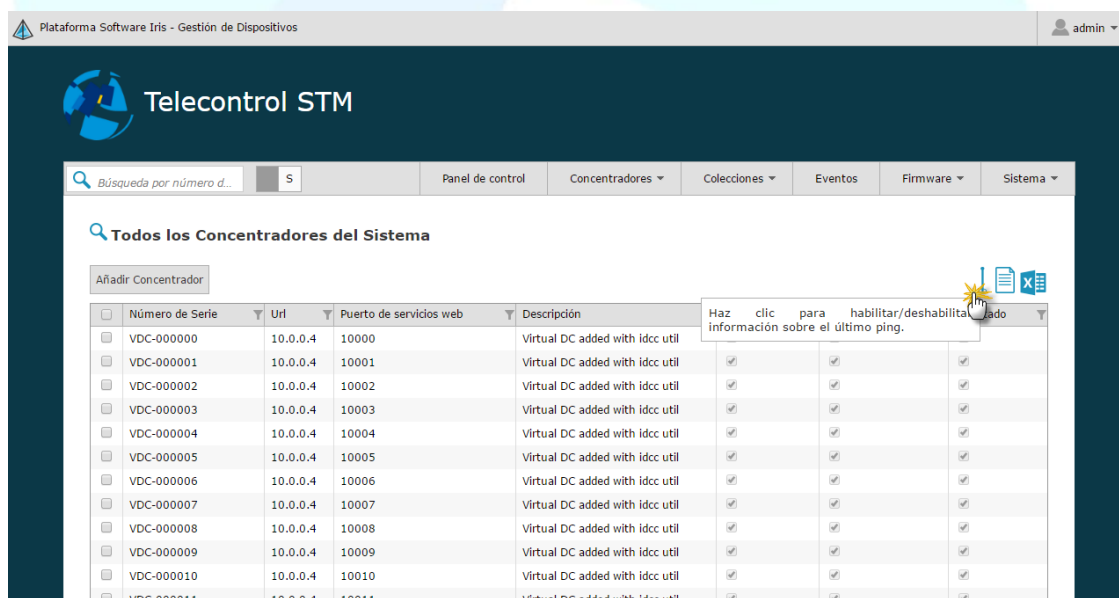 Plataforma Software Iris - Gestión de Dispositivos
admin
Telecontrol STM
Búsqueda por número d...
S
Panel de control
Concentradores
Colecciones
Eventos
Firmware
Sistema
Todos los Concentradores del Sistema
Añadir Concentrador
Número de Serie Url Puerto de servicios web Descripción
Haz clic para habilitar/deshabilita
información sobre el último ping.
VDC-000000 10.0.0.4 10000 Virtual DC added with idcc util
VDC-000001 10.0.0.4 10001 Virtual DC added with idcc util
VDC-000002 10.0.0.4 10002 Virtual DC added with idcc util
VDC-000003 10.0.0.4 10003 Virtual DC added with idcc util
VDC-000004 10.0.0.4 10004 Virtual DC added with idcc util
VDC-000005 10.0.0.4 10005 Virtual DC added with idcc util
VDC-000006 10.0.0.4 10006 Virtual DC added with idcc util
VDC-000007 10.0.0.4 10007 Virtual DC added with idcc util
VDC-000008 10.0.0.4 10008 Virtual DC added with idcc util
VDC-000009 10.0.0.4 10009 Virtual DC added with idcc util
VDC-000010 10.0.0.4 10010 Virtual DC added with idcc util